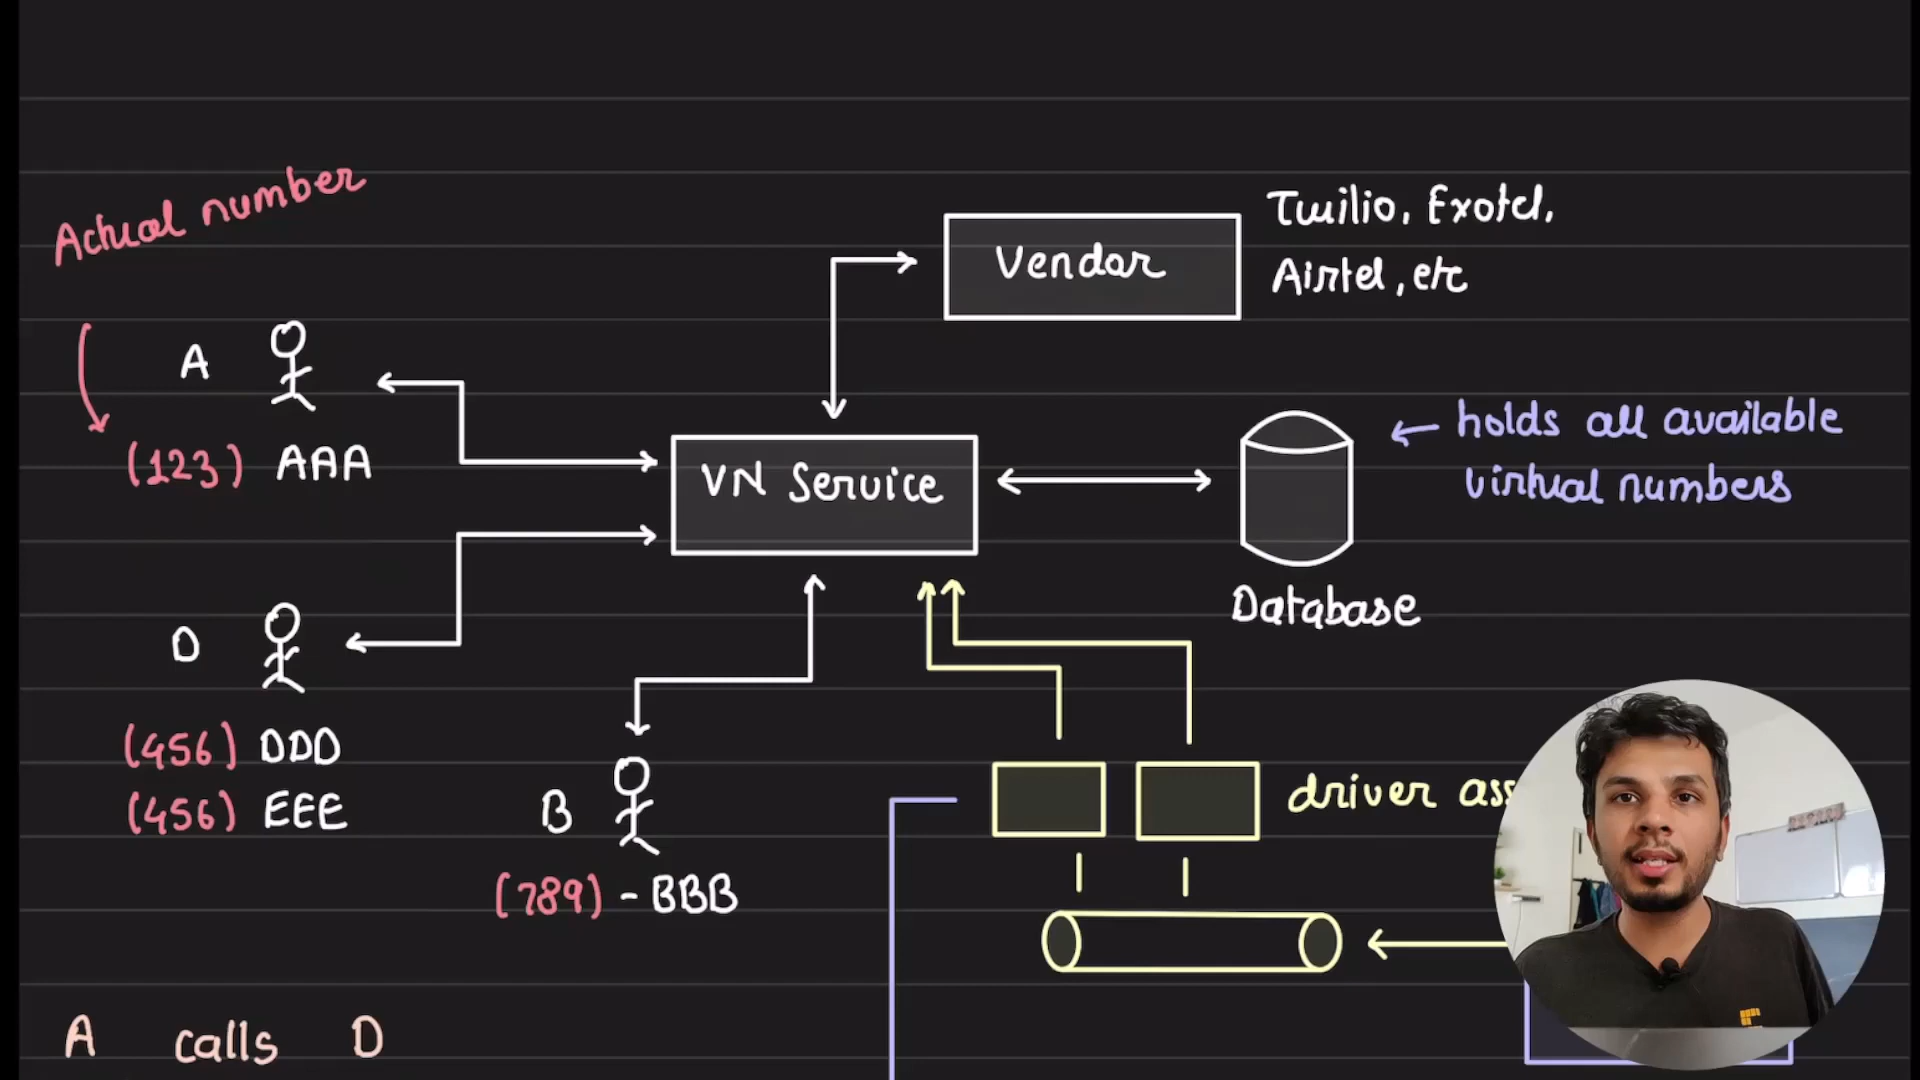 Actual number
Twilio, Exotel,
Airtel, etc
Vendor
A
(123) AAA
holds all available
virtual numbers
VN Service
Database
D
(456) DDD
(456) EEE
B
(789) - BBB
driver ass
A calls D